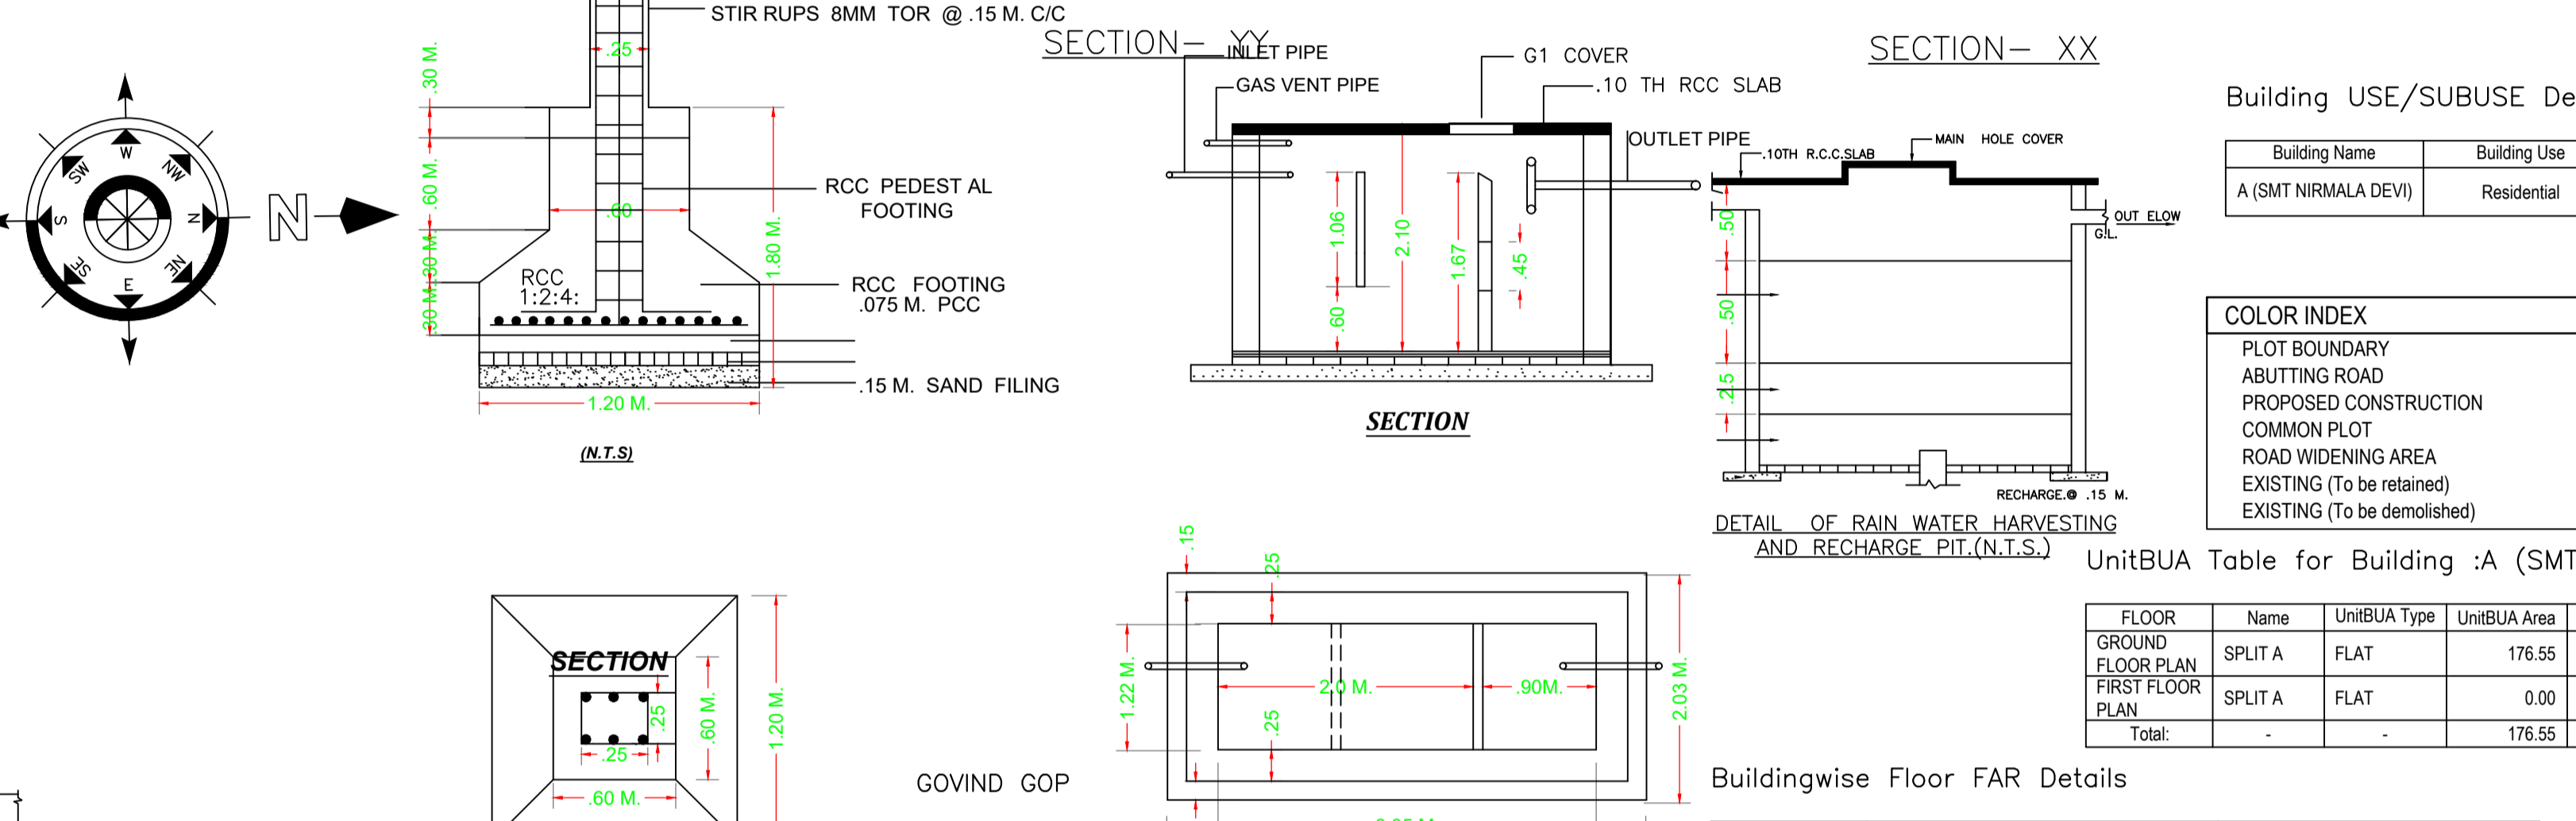 STIR RUPS 8MM TOR @ .15 M. C/C
.25
.30 M.
.60 M.
.30 M.
.30 M.
.60
1.80 M.
RCC PEDEST AL
FOOTING
RCC
1:2:4:
RCC FOOTING
.075 M. PCC
.15 M. SAND FILING
1.20 M.
(N.T.S)
W
NW
N
NE
E
SE
S
SW
N
SECTION- YY
INLET PIPE
GAS VENT PIPE
G1 COVER
.10 TH RCC SLAB
OUTLET PIPE
1.06
.60
2.10
1.67
.45
SECTION
SECTION- XX
MAIN HOLE COVER
.10TH R.C.C.SLAB
OUT ELOW
G.L.
.50
.50
.25
RECHARGE.@ .15 M.
DETAIL OF RAIN WATER HARVESTING
AND RECHARGE PIT.(N.T.S.)
Building USE/SUBUSE De
Building Name Building Use
A (SMT NIRMALA DEVI) Residential
COLOR INDEX
PLOT BOUNDARY
ABUTTING ROAD
PROPOSED CONSTRUCTION
COMMON PLOT
ROAD WIDENING AREA
EXISTING (To be retained)
EXISTING (To be demolished)
UnitBUA Table for Building :A (SMT
FLOOR Name UnitBUA Type UnitBUA Area
GROUND
FLOOR PLAN SPLIT A FLAT 176.55
FIRST FLOOR
PLAN SPLIT A FLAT 0.00
Total: - - 176.55
Buildingwise Floor FAR Details
SECTION
.25
.25
.60 M.
.60 M.
1.20 M.
GOVIND GOP
.15
.25
1.22 M.
2.0 M.
.90M.
.25
2.03 M.